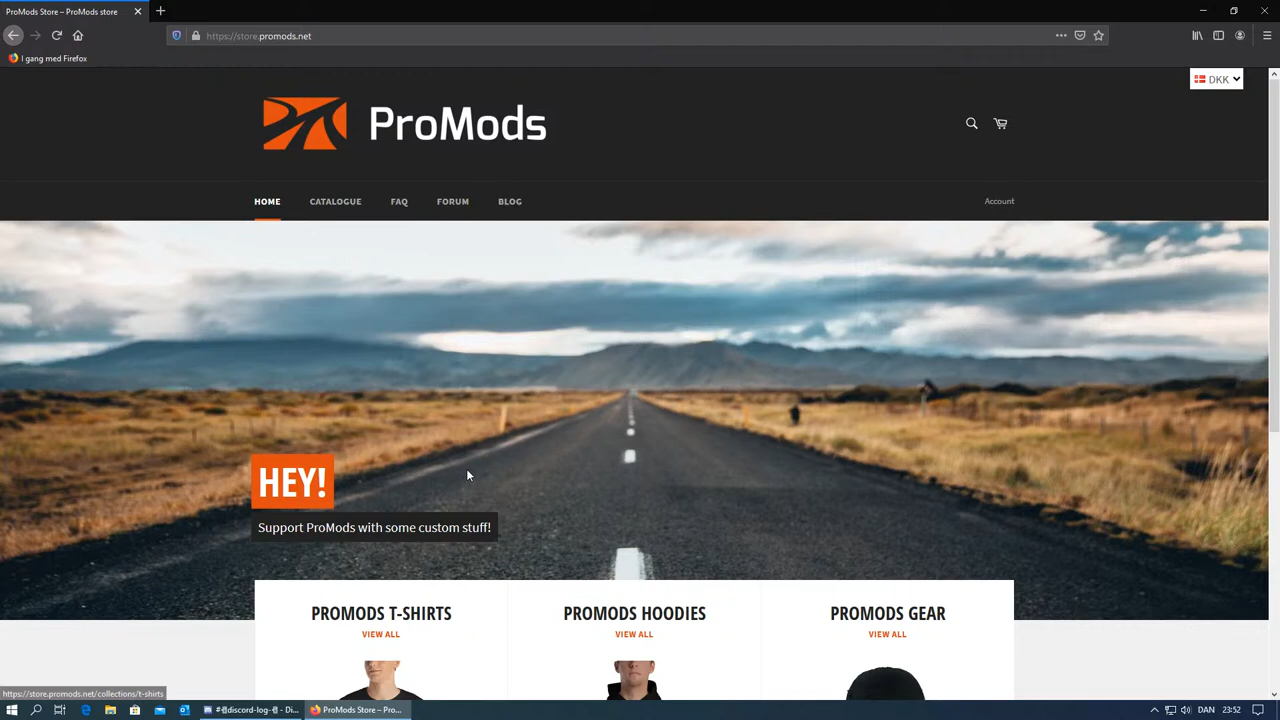 ProMods Store – ProMods store
https://store.promods.net
I gang med Firefox
DKK
ProMods
HOME CATALOGUE FAQ FORUM BLOG Account
HEY!
Support ProMods with some custom stuff!
PROMODS T-SHIRTS PROMODS HOODIES PROMODS GEAR
VIEW ALL VIEW ALL VIEW ALL
https://store.promods.net/collections/t-shirts
ProMods Store – Pro... DAN 23:52